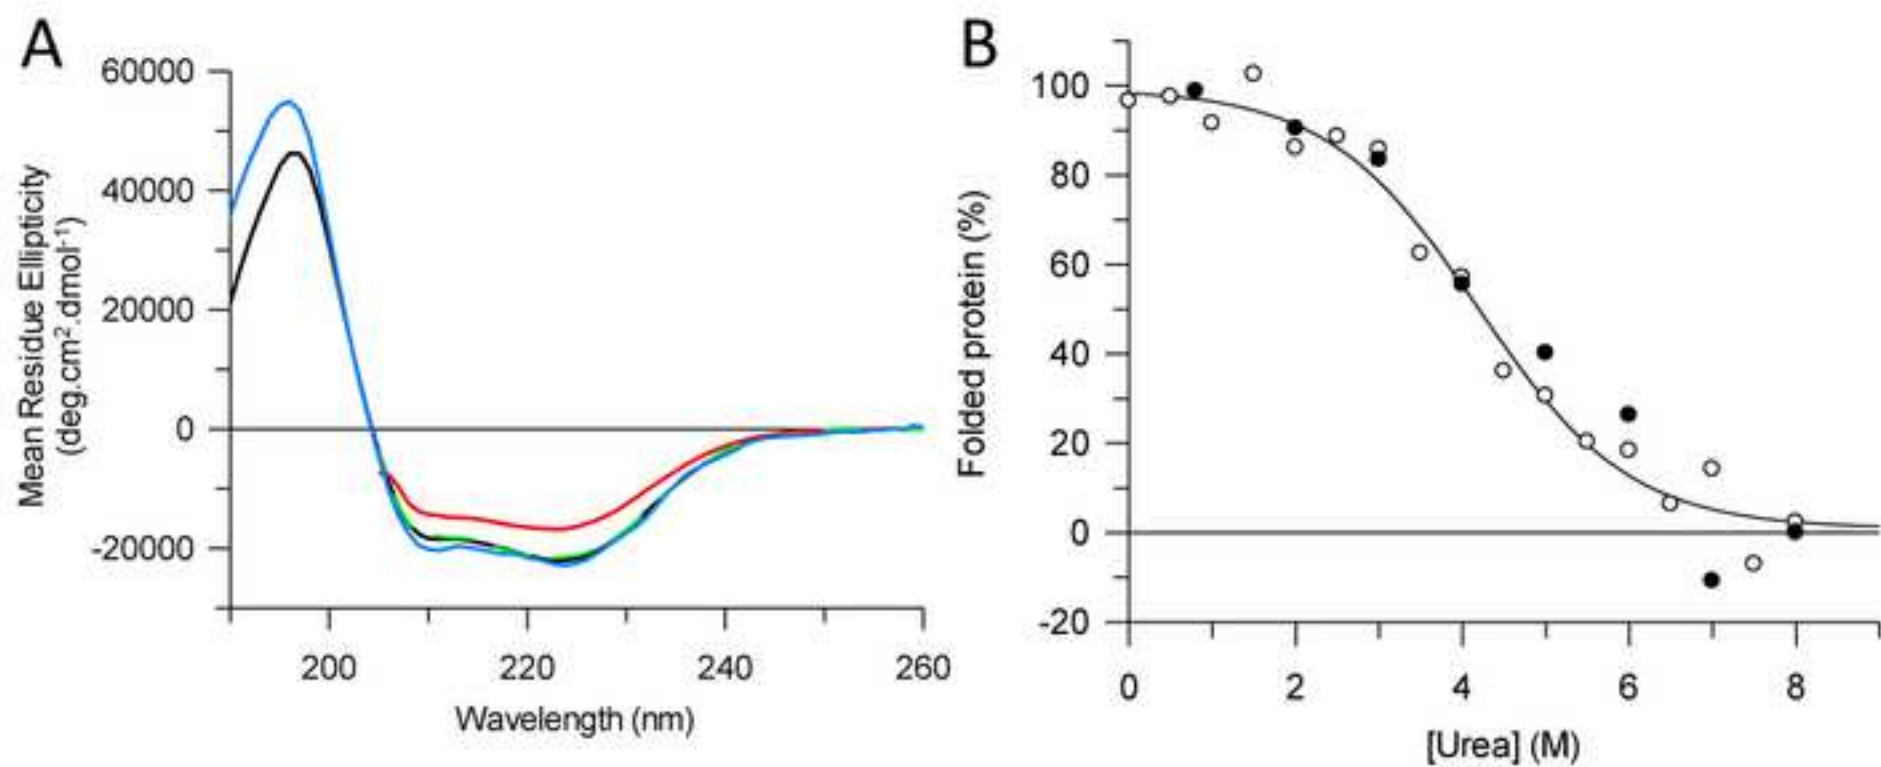 A
Mean Residue Ellipticity
(deg.cm².dmol⁻¹)
60000
40000
20000
0
-20000
200 220 240 260
Wavelength (nm)
B
Folded protein (%)
100
80
60
40
20
0
-20
0 2 4 6 8
[Urea] (M)